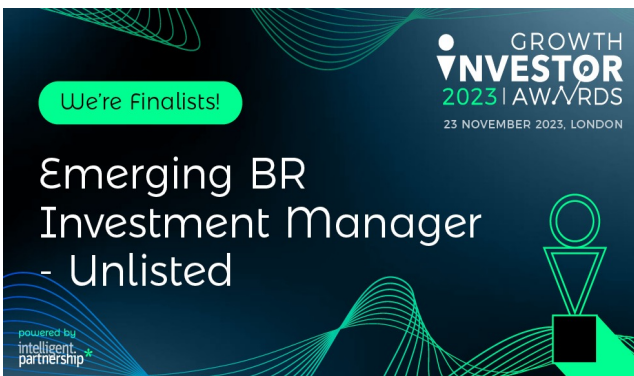 GROWTH
INVESTOR
2023 | AWARDS
23 NOVEMBER 2023, LONDON
We're Finalists!
Emerging BR
Investment Manager
- Unlisted
powered by
intelligent
partnership*